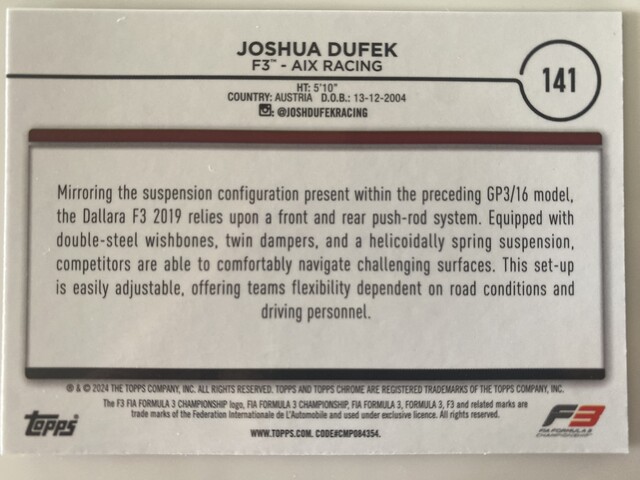 JOSHUA DUFEK
F3™ - AIX RACING
141
HT: 5'10"
COUNTRY: AUSTRIA D.O.B.: 13-12-2004
: @JOSHDUFEKRACING
Mirroring the suspension configuration present within the preceding GP3/16 model,
the Dallara F3 2019 relies upon a front and rear push-rod system. Equipped with
double-steel wishbones, twin dampers, and a helicoidally spring suspension,
competitors are able to comfortably navigate challenging surfaces. This set-up
is easily adjustable, offering teams flexibility dependent on road conditions and
driving personnel.
® & © 2024 THE TOPPS COMPANY, INC. ALL RIGHTS RESERVED. TOPPS AND TOPPS CHROME ARE REGISTERED TRADEMARKS OF THE TOPPS COMPANY, INC.
The F3 FIA FORMULA 3 CHAMPIONSHIP logo, FIA FORMULA 3 CHAMPIONSHIP, FIA FORMULA 3, FORMULA 3, F3 and related marks are
trade marks of the Federation Internationale de L'Automobile and used under exclusive licence. All rights reserved.
topps
WWW.TOPPS.COM. CODE#CMP084354.
F3
FIA FORMULA 3
CHAMPIONSHIP